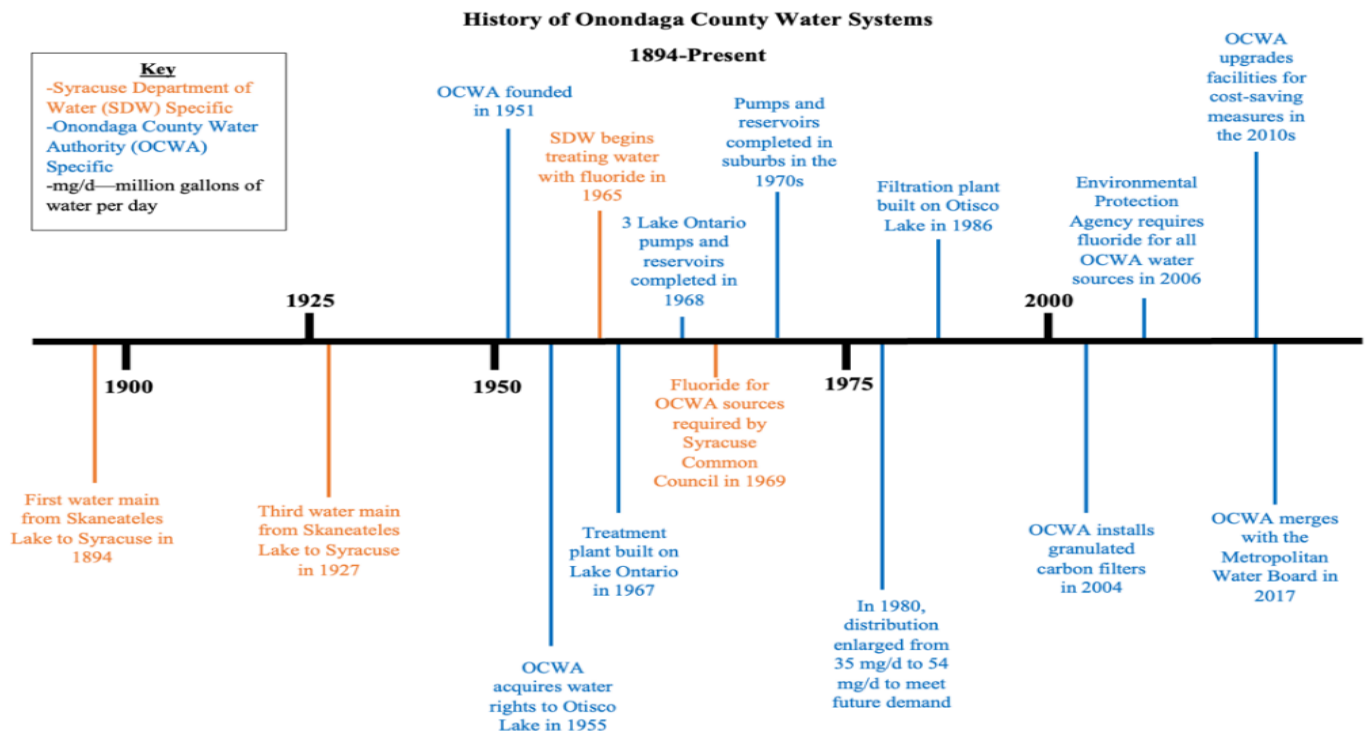 History of Onondaga County Water Systems
1894-Present
Key
-Syracuse Department of
Water (SDW) Specific
-Onondaga County Water
Authority (OCWA)
Specific
-mg/d—million gallons of
water per day
OCWA founded
in 1951
SDW begins
treating water
with fluoride in
1965
3 Lake Ontario
pumps and
reservoirs
completed in
1968
Pumps and
reservoirs
completed in
suburbs in the
1970s
Filtration plant
built on Otisco
Lake in 1986
Environmental
Protection
Agency requires
fluoride for all
OCWA water
sources in 2006
OCWA
upgrades
facilities for
cost-saving
measures in
the 2010s
1925
2000
1900
1950
1975
First water main
from Skaneateles
Lake to Syracuse in
1894
Third water main
from Skaneateles
Lake to Syracuse
in 1927
OCWA
acquires water
rights to Otisco
Lake in 1955
Treatment
plant built on
Lake Ontario
in 1967
Fluoride for
OCWA sources
required by
Syracuse
Common
Council in 1969
In 1980,
distribution
enlarged from
35 mg/d to 54
mg/d to meet
future demand
OCWA installs
granulated
carbon filters
in 2004
OCWA merges
with the
Metropolitan
Water Board in
2017